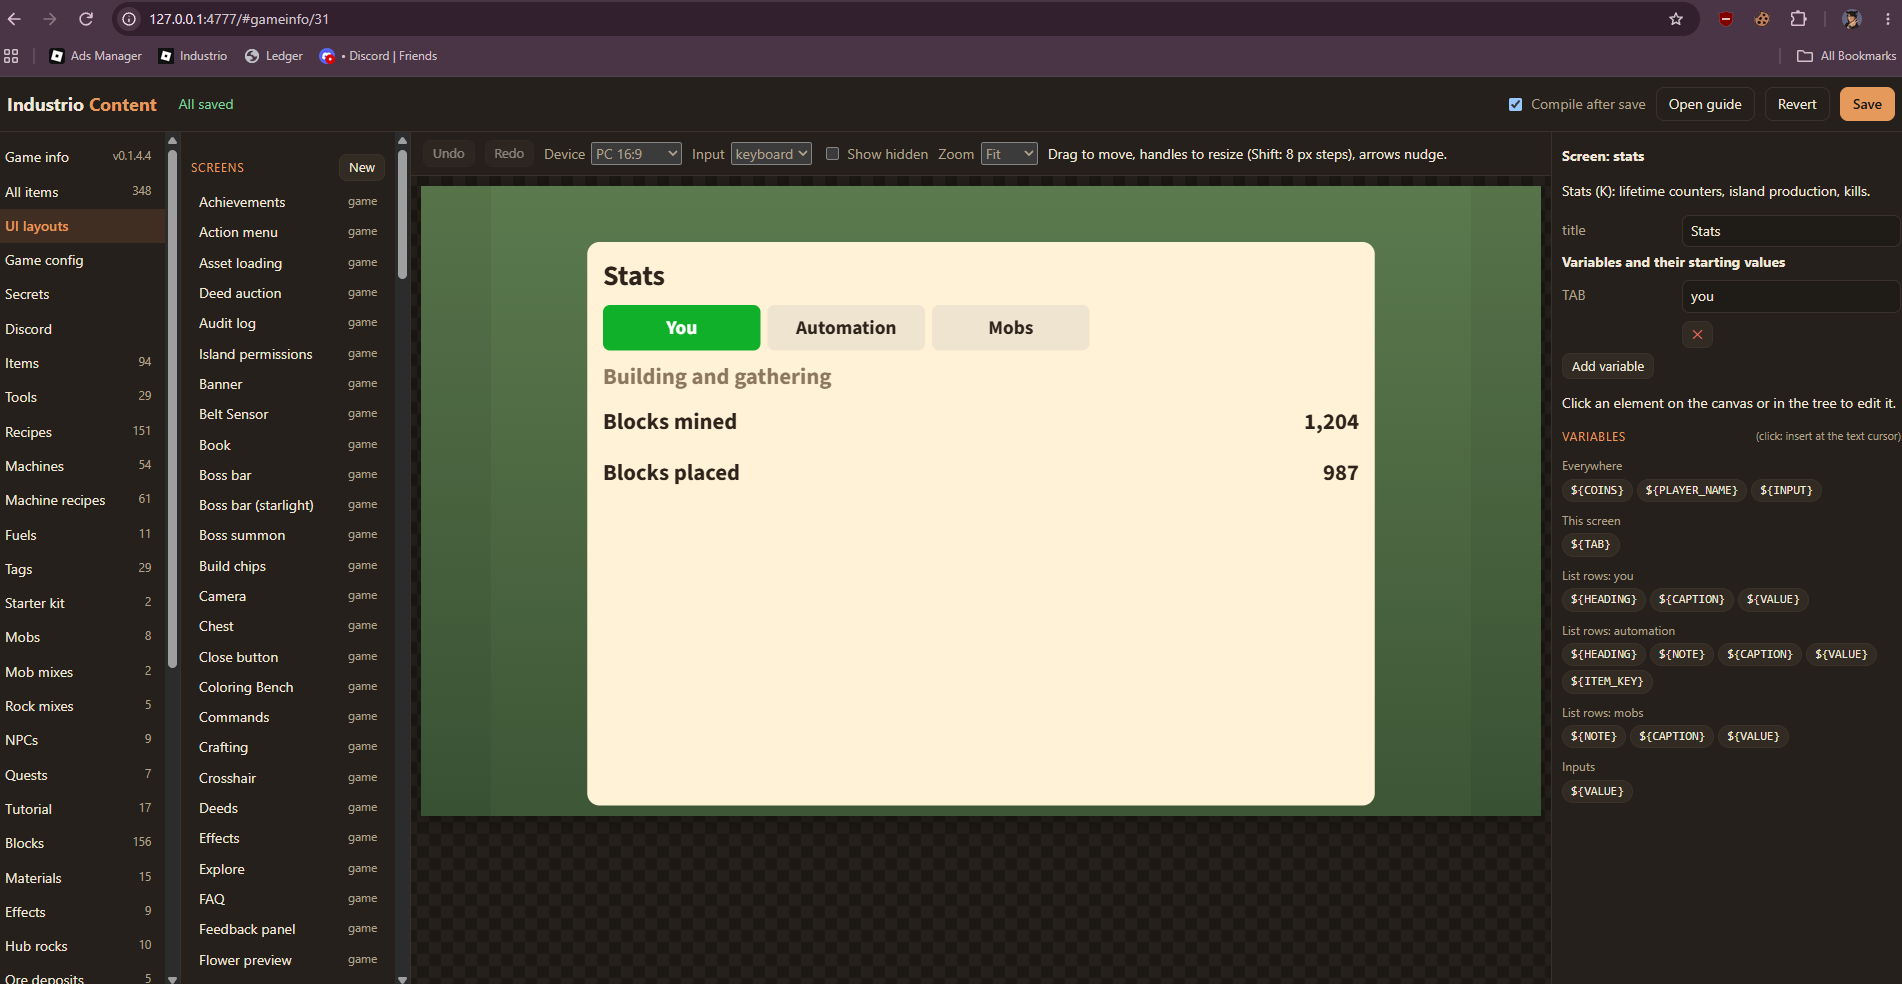 127.0.0.1:4777/#gameinfo/31
Ads Manager
Industrio
Ledger
• Discord | Friends
All Bookmarks
Industrio Content
All saved
Compile after save
Open guide
Revert
Save
Game info v0.1.4.4
All items 348
UI layouts
Game config
Secrets
Discord
Items 94
Tools 29
Recipes 151
Machines 54
Machine recipes 61
Fuels 11
Tags 29
Starter kit 2
Mobs 8
Mob mixes 2
Rock mixes 5
NPCs 9
Quests 7
Tutorial 17
Blocks 156
Materials 15
Effects 9
Hub rocks 10
Ore deposits 5
SCREENS New
Achievements game
Action menu game
Asset loading game
Deed auction game
Audit log game
Island permissions game
Banner game
Belt Sensor game
Book game
Boss bar game
Boss bar (starlight) game
Boss summon game
Build chips game
Camera game
Chest game
Close button game
Coloring Bench game
Commands game
Crafting game
Crosshair game
Deeds game
Effects game
Explore game
FAQ game
Feedback panel game
Flower preview game
Undo Redo Device PC 16:9 Input keyboard Show hidden Zoom Fit Drag to move, handles to resize (Shift: 8 px steps), arrows nudge.
Stats
You Automation Mobs
Building and gathering
Blocks mined 1,204
Blocks placed 987
Screen: stats
Stats (K): lifetime counters, island production, kills.
title Stats
Variables and their starting values
TAB you
Add variable
Click an element on the canvas or in the tree to edit it.
VARIABLES (click: insert at the text cursor)
Everywhere
${COINS} ${PLAYER_NAME} ${INPUT}
This screen
${TAB}
List rows: you
${HEADING} ${CAPTION} ${VALUE}
List rows: automation
${HEADING} ${NOTE} ${CAPTION} ${VALUE}
${ITEM_KEY}
List rows: mobs
${NOTE} ${CAPTION} ${VALUE}
Inputs
${VALUE}